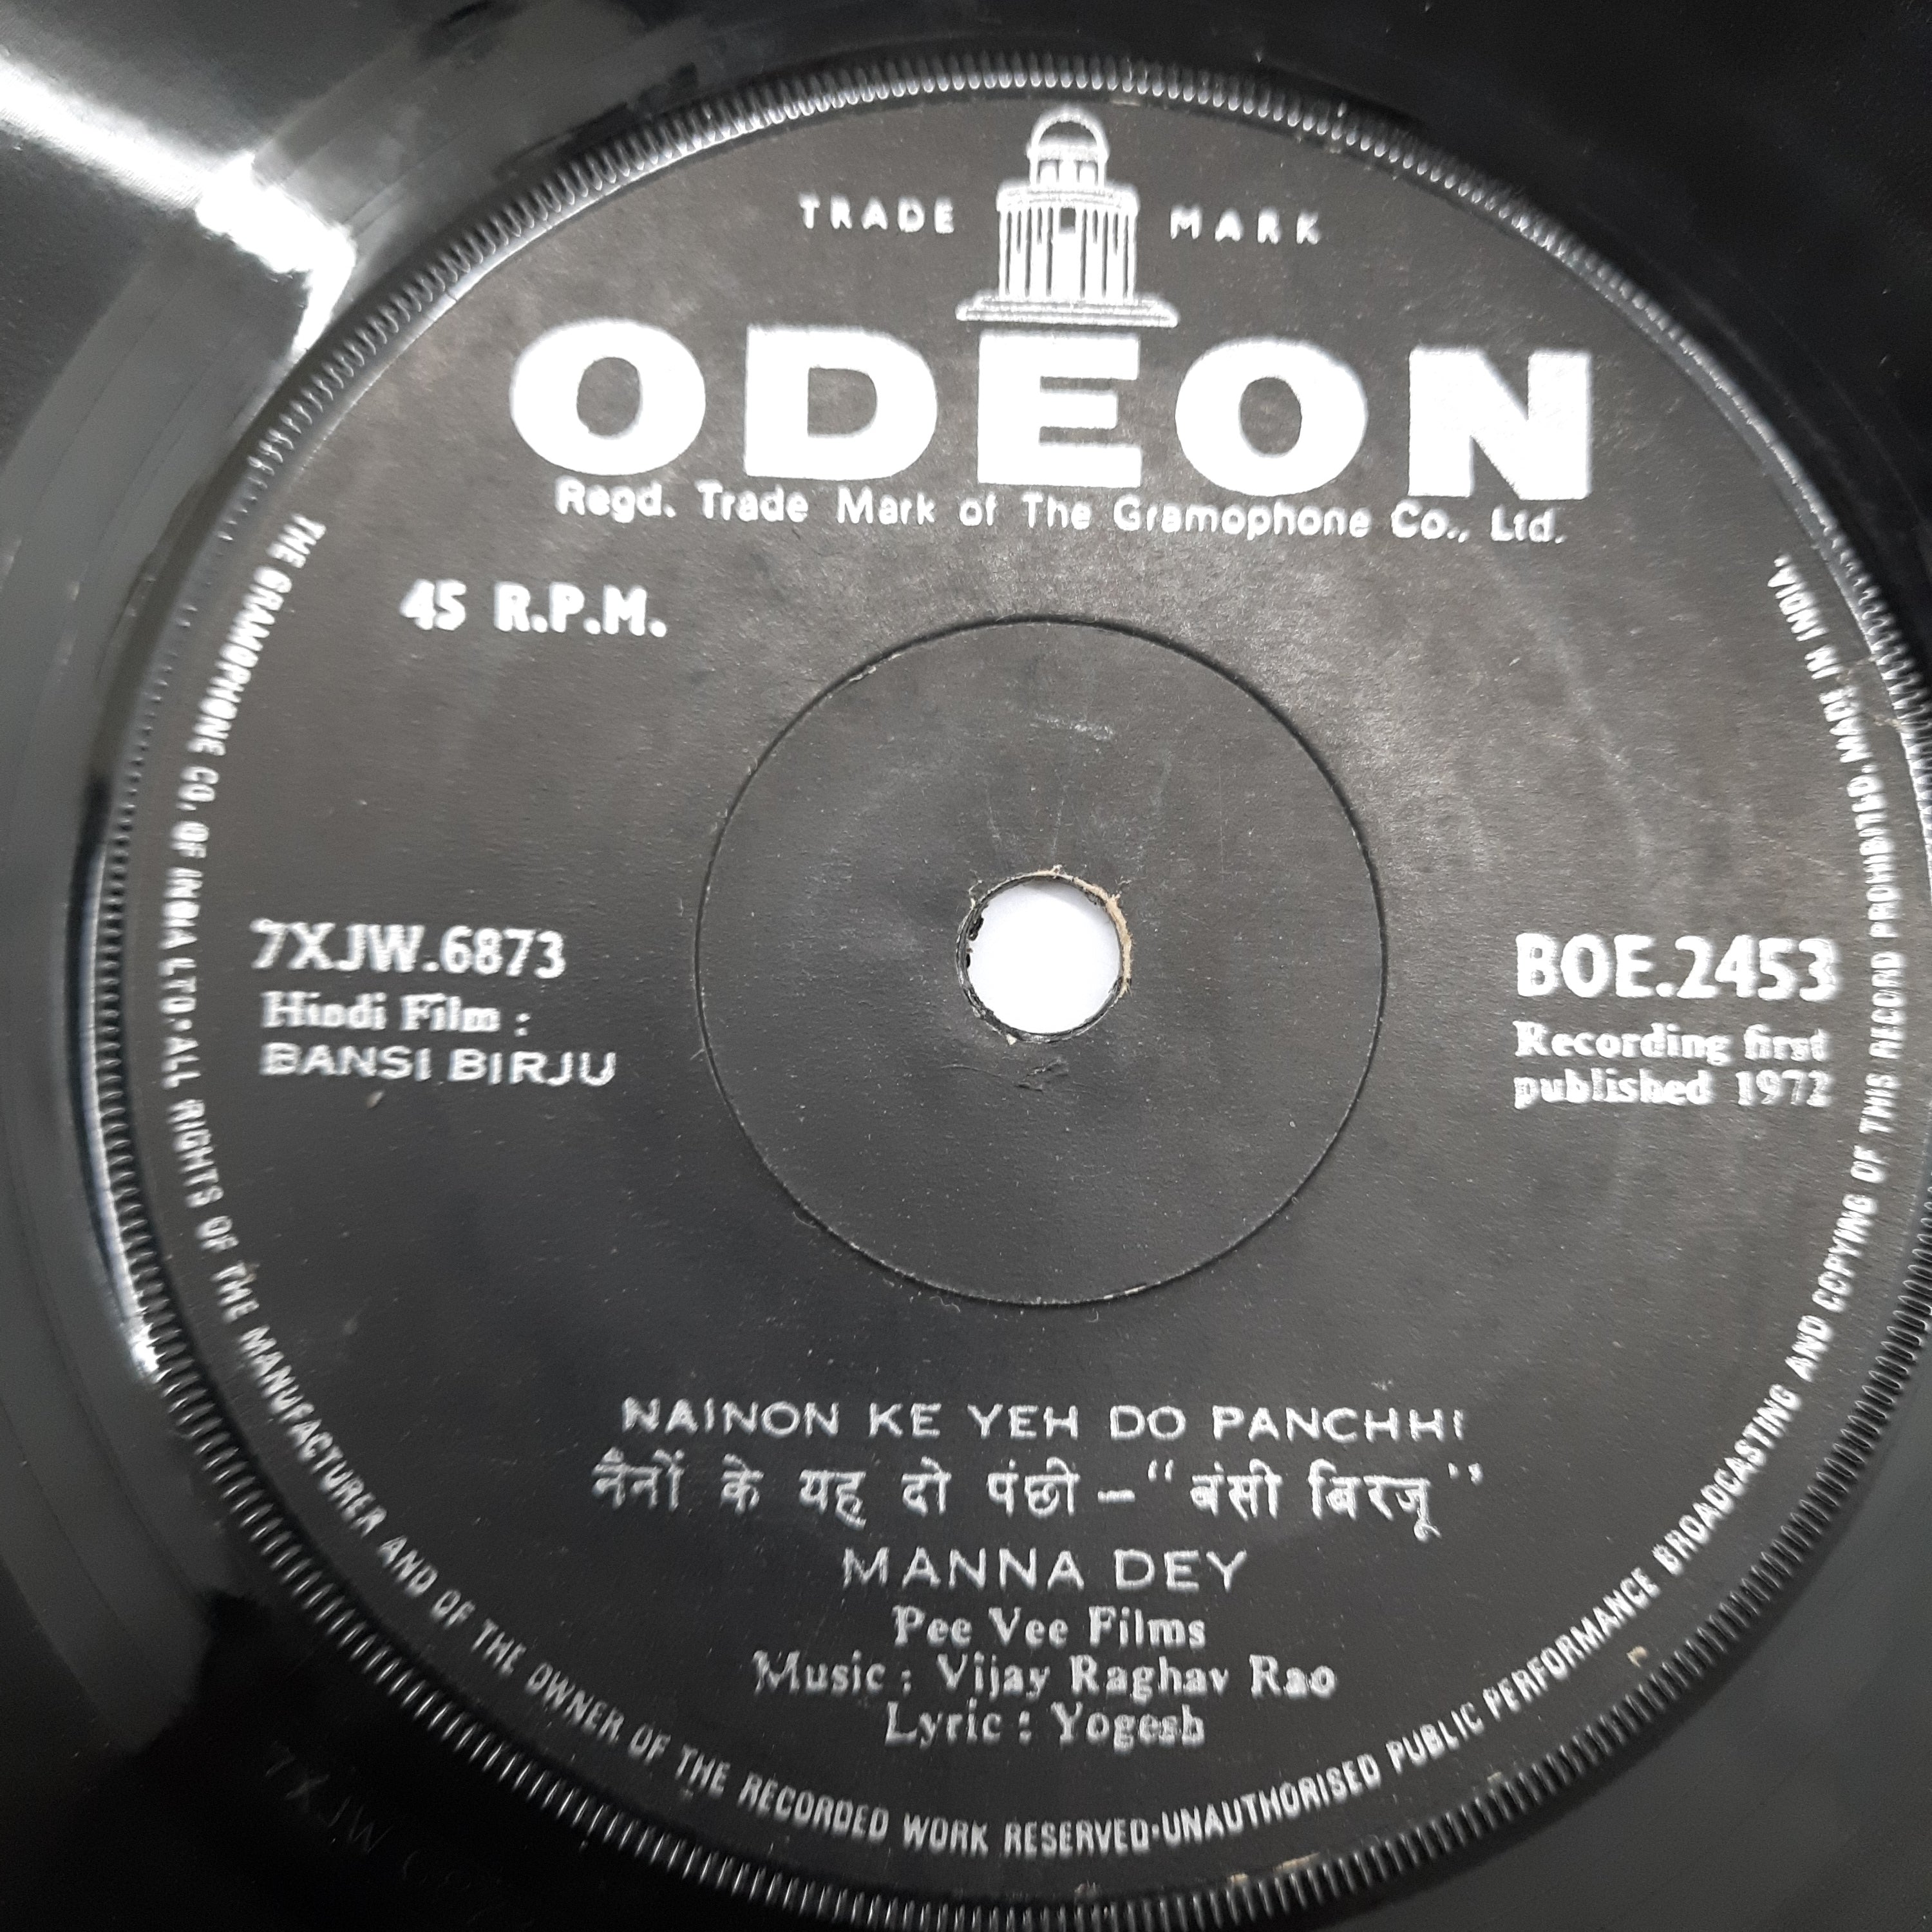 TRADE MARK
ODEON
Regd. Trade Mark of The Gramophone Co., Ltd.
45 R.P.M.
7XJW.6873
Hindi Film :
BANSI BIRJU
BOE.2453
Recording first
published 1972
NAINON KE YEH DO PANCHHI
नैनों के यह दो पंछी – "बंसी बिरजू"
MANNA DEY
Pee Vee Films
Music : Vijay Raghav Rao
Lyric : Yogesh
THE GRAMOPHONE CO. OF INDIA LTD · ALL RIGHTS OF THE MANUFACTURER AND OF THE OWNER OF THE RECORDED WORK RESERVED · UNAUTHORISED PUBLIC PERFORMANCE BROADCASTING AND COPYING OF THIS RECORD PROHIBITED. MADE IN INDIA.